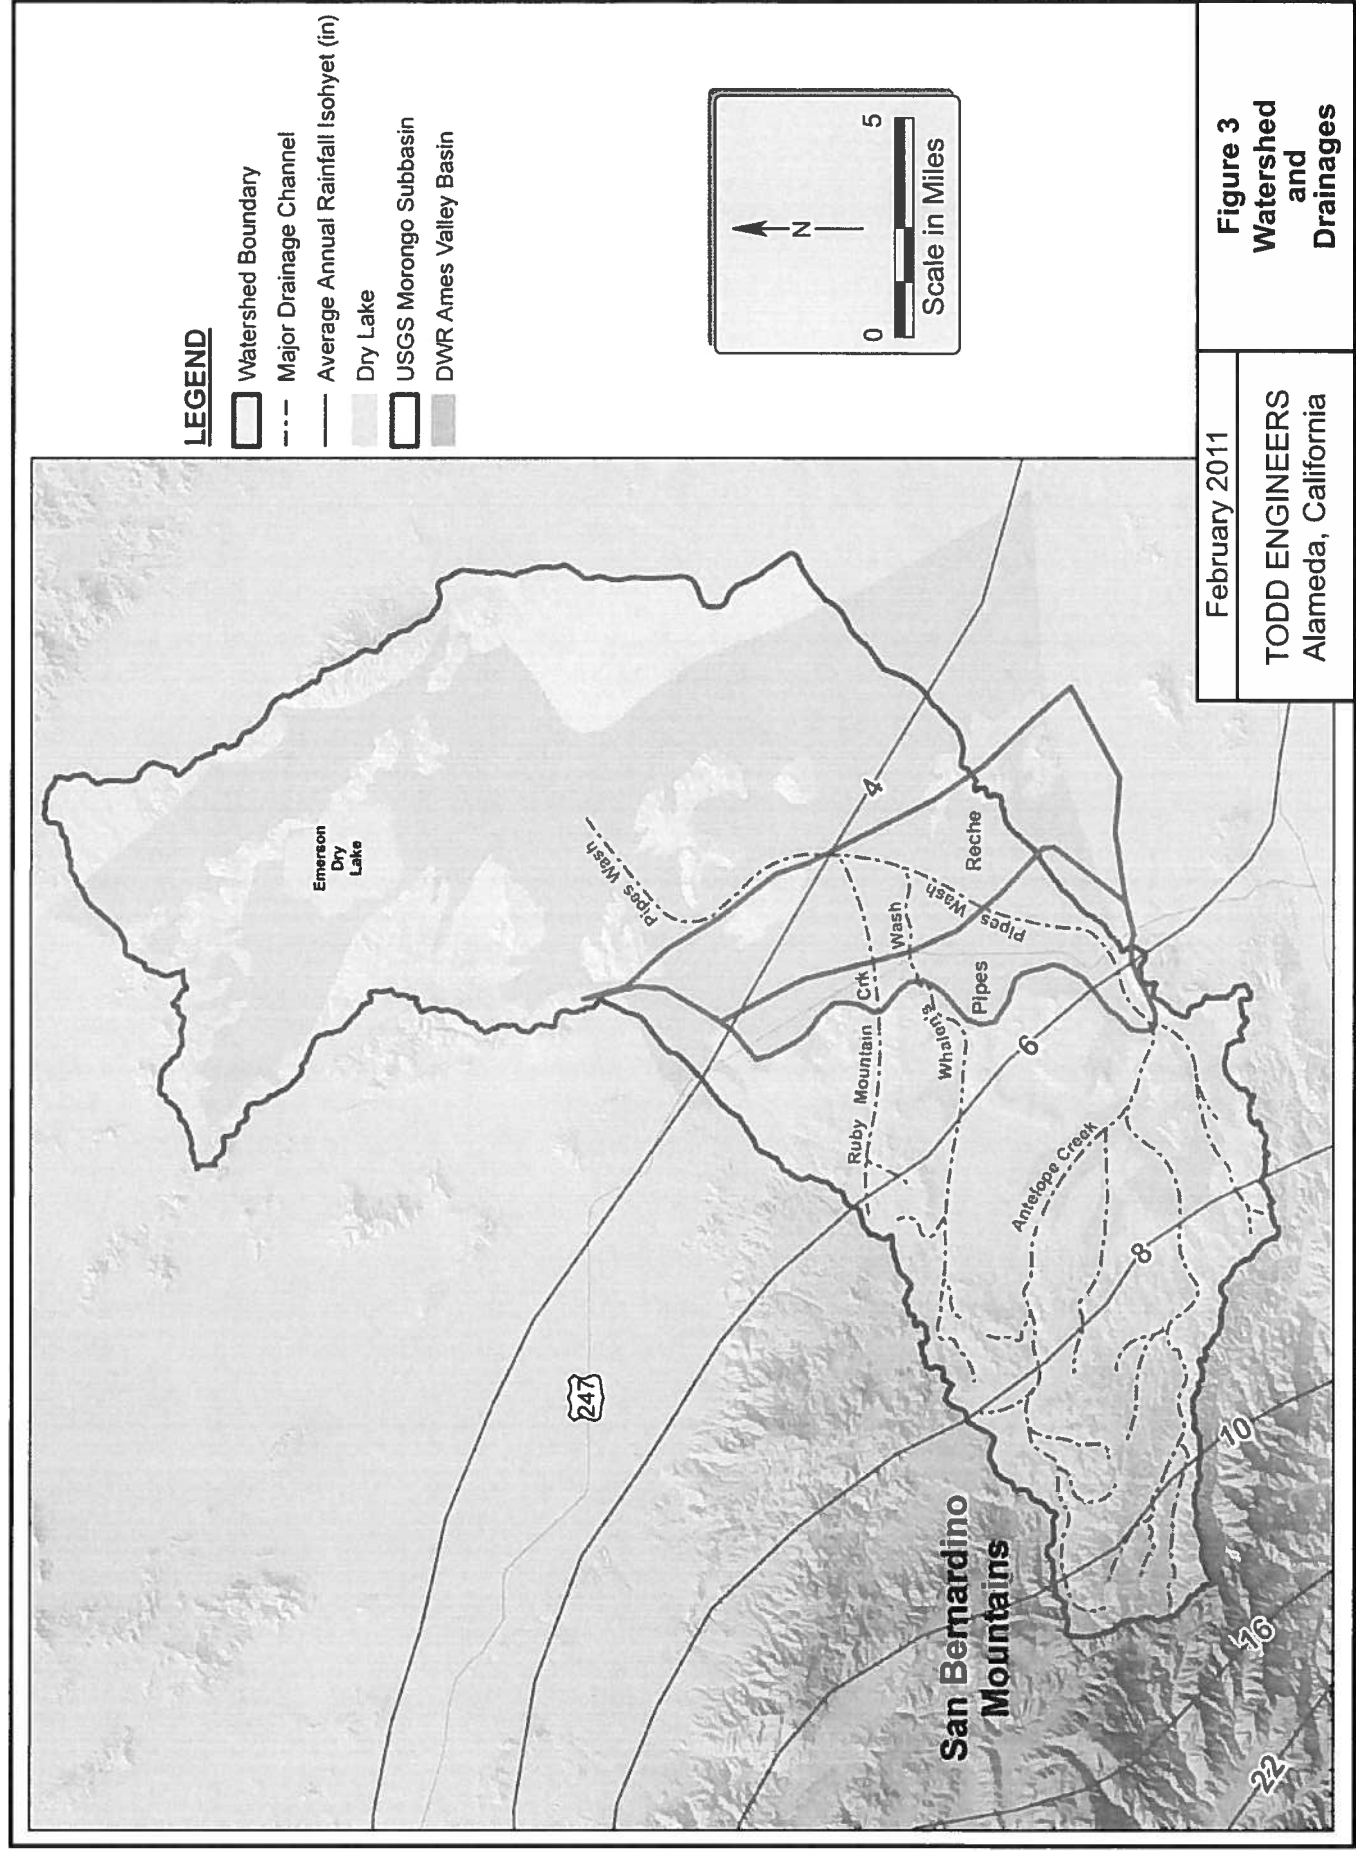 LEGEND
Watershed Boundary
Major Drainage Channel
Average Annual Rainfall Isohyet (in)
Dry Lake
USGS Morongo Subbasin
DWR Ames Valley Basin
N
0 5
Scale in Miles
Emerson
Dry
Lake
Pipes Wash
4
Reche
Wash
Pipes Wash
Crk
Pipes
Ruby Mountain
Whalen's
6
Antelope Creek
8
247
10
San Bernardino
Mountains
16
22
February 2011
TODD ENGINEERS
Alameda, California
Figure 3
Watershed
and
Drainages